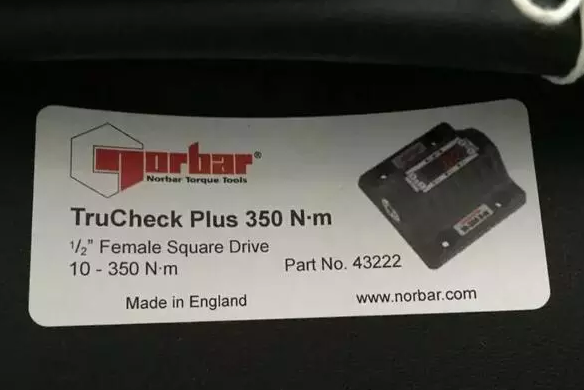 norbar®
Norbar Torque Tools
TruCheck Plus 350 N·m
1/2" Female Square Drive
10 - 350 N·m
Part No. 43222
Made in England
www.norbar.com